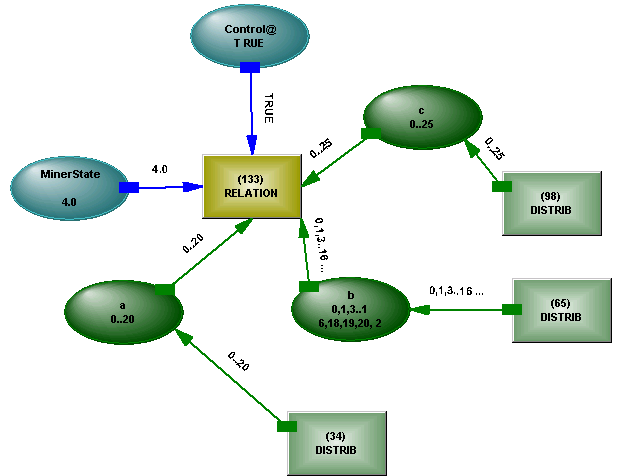 Control@
T RUE
TRUE
c
0..25
0..25
0..25
MinerState
4.0
4.0
(133)
RELATION
(98)
DISTRIB
0..20
0,1,3..16 ...
a
0..20
b
0,1,3..1
6,18,19,20, 2
0,1,3..16 ...
(65)
DISTRIB
0..20
(34)
DISTRIB